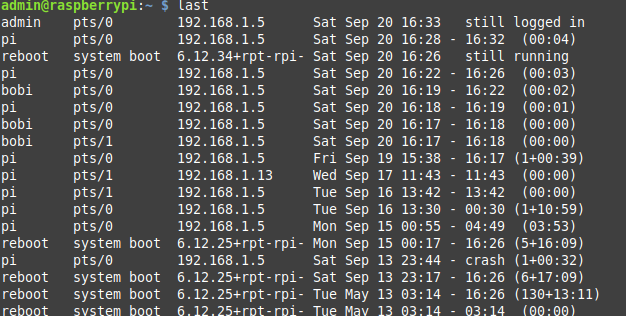 admin@raspberrypi:~ $ last
admin    pts/0        192.168.1.5      Sat Sep 20 16:33   still logged in
pi       pts/0        192.168.1.5      Sat Sep 20 16:28 - 16:32  (00:04)
reboot   system boot  6.12.34+rpt-rpi- Sat Sep 20 16:26   still running
pi       pts/0        192.168.1.5      Sat Sep 20 16:22 - 16:26  (00:03)
bobi     pts/0        192.168.1.5      Sat Sep 20 16:19 - 16:22  (00:02)
pi       pts/0        192.168.1.5      Sat Sep 20 16:18 - 16:19  (00:01)
bobi     pts/0        192.168.1.5      Sat Sep 20 16:17 - 16:18  (00:00)
bobi     pts/1        192.168.1.5      Sat Sep 20 16:17 - 16:18  (00:00)
pi       pts/0        192.168.1.5      Fri Sep 19 15:38 - 16:17 (1+00:39)
pi       pts/1        192.168.1.13     Wed Sep 17 11:43 - 11:43  (00:00)
pi       pts/1        192.168.1.5      Tue Sep 16 13:42 - 13:42  (00:00)
pi       pts/0        192.168.1.5      Tue Sep 16 13:30 - 00:30 (1+10:59)
pi       pts/0        192.168.1.5      Mon Sep 15 00:55 - 04:49  (03:53)
reboot   system boot  6.12.25+rpt-rpi- Mon Sep 15 00:17 - 16:26 (5+16:09)
pi       pts/0        192.168.1.5      Sat Sep 13 23:44 - crash (1+00:32)
reboot   system boot  6.12.25+rpt-rpi- Sat Sep 13 23:17 - 16:26 (6+17:09)
reboot   system boot  6.12.25+rpt-rpi- Tue May 13 03:14 - 16:26 (130+13:11)
reboot   system boot  6.12.25+rpt-rpi- Tue May 13 03:14 - 03:14  (00:00)